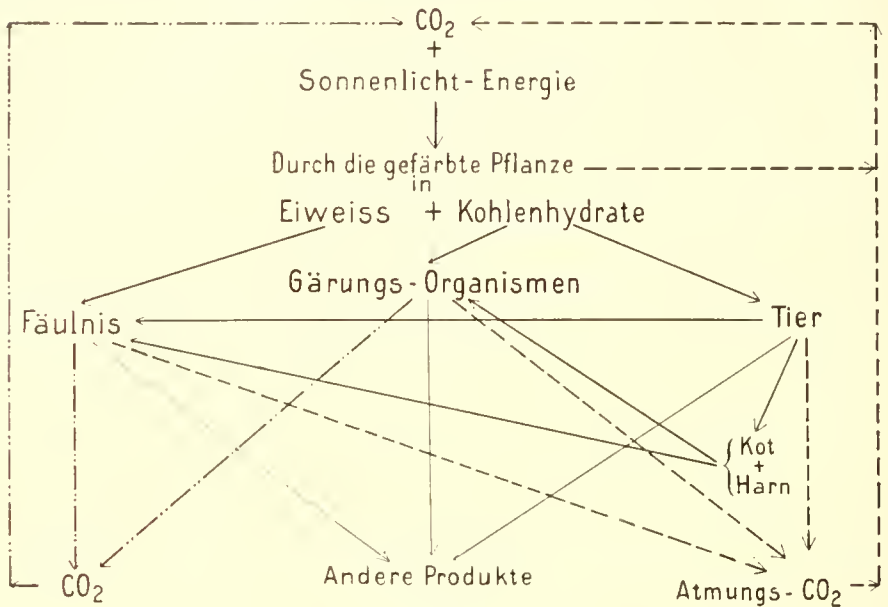 CO₂
+
Sonnenlicht-Energie
Durch die gefärbte Pflanze
in
Eiweiss + Kohlenhydrate
Gärungs-Organismen
Fäulnis
Tier
Kot
+
Harn
CO₂
Andere Produkte
Atmungs-CO₂